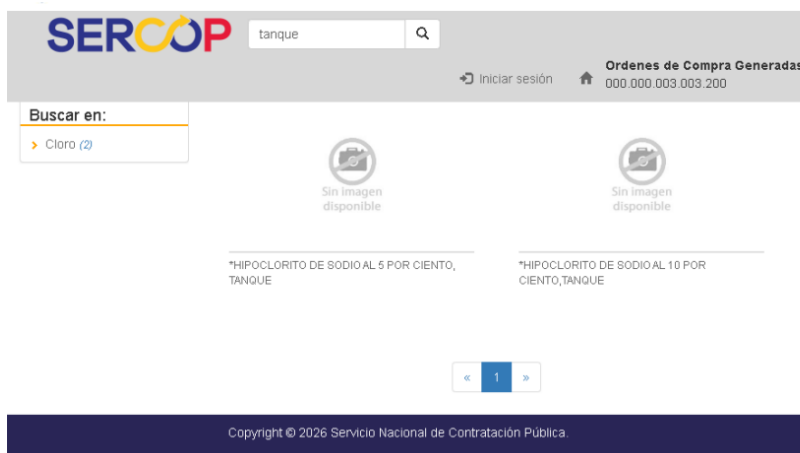 SERCOP
tanque
Iniciar sesión
Ordenes de Compra Generadas
000.000.003.003.200
Buscar en:
Cloro (2)
Sin imagen
disponible
Sin imagen
disponible
*HIPOCLORITO DE SODIO AL 5 POR CIENTO,
TANQUE
*HIPOCLORITO DE SODIO AL 10 POR
CIENTO,TANQUE
« 1 »
Copyright © 2026 Servicio Nacional de Contratación Pública.